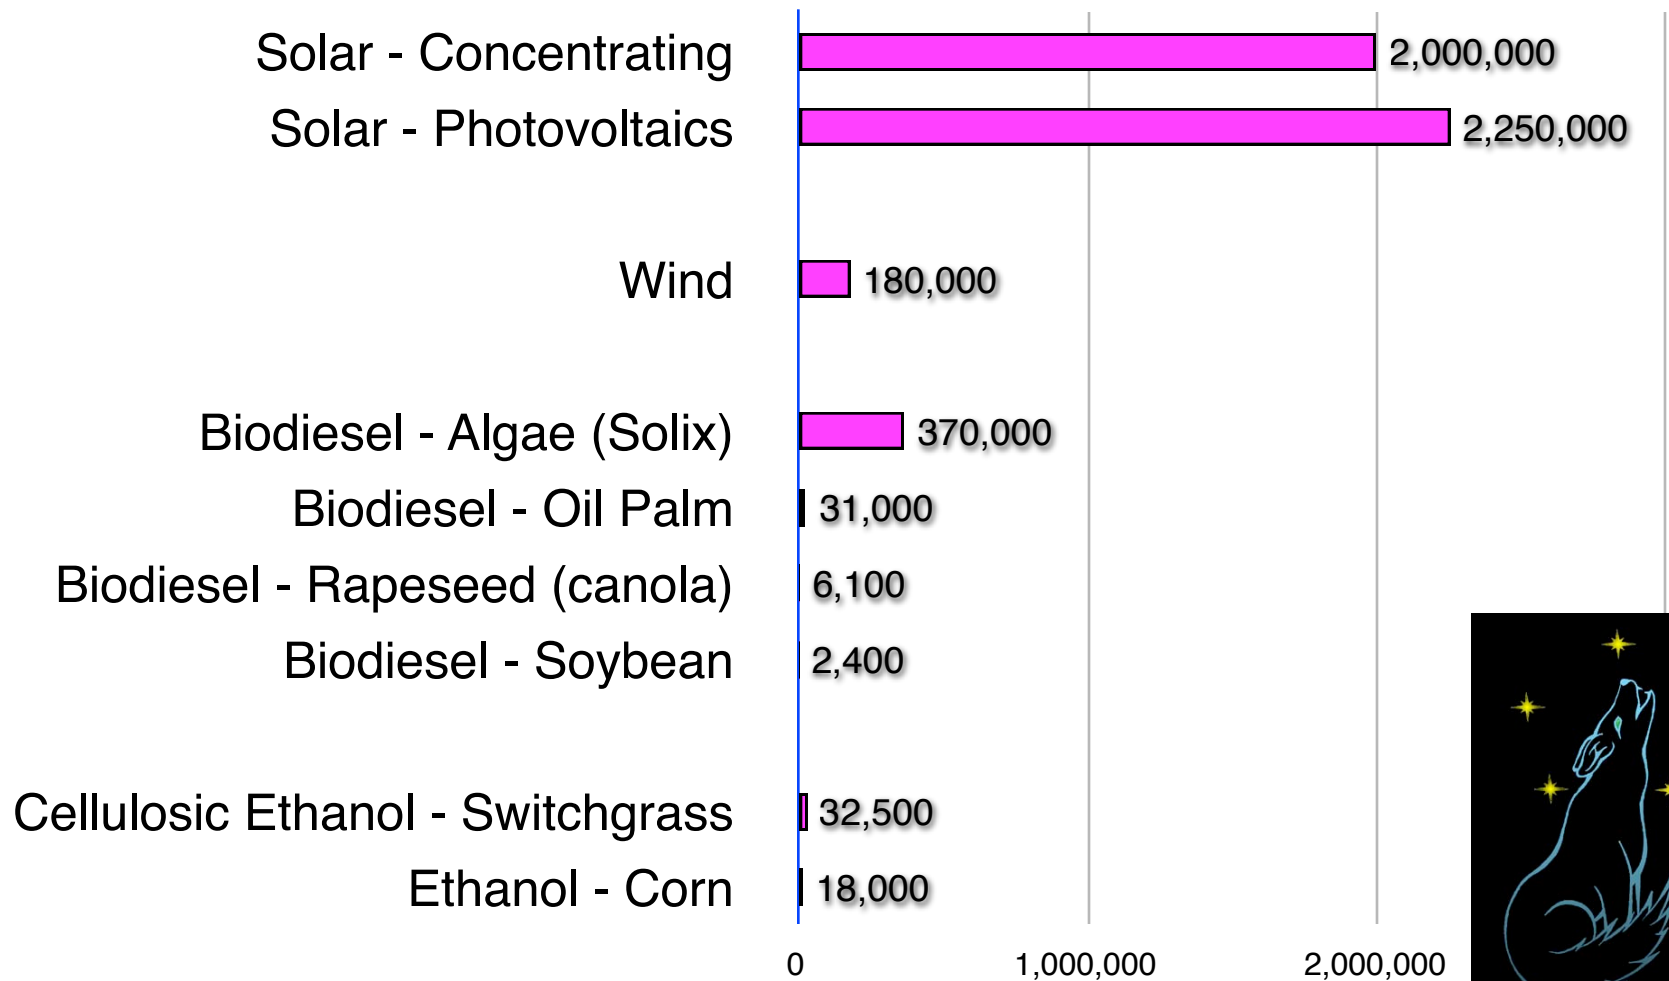 Solar - Concentrating 2,000,000
Solar - Photovoltaics 2,250,000
Wind 180,000
Biodiesel - Algae (Solix) 370,000
Biodiesel - Oil Palm 31,000
Biodiesel - Rapeseed (canola) 6,100
Biodiesel - Soybean 2,400
Cellulosic Ethanol - Switchgrass 32,500
Ethanol - Corn 18,000
0 1,000,000 2,000,000